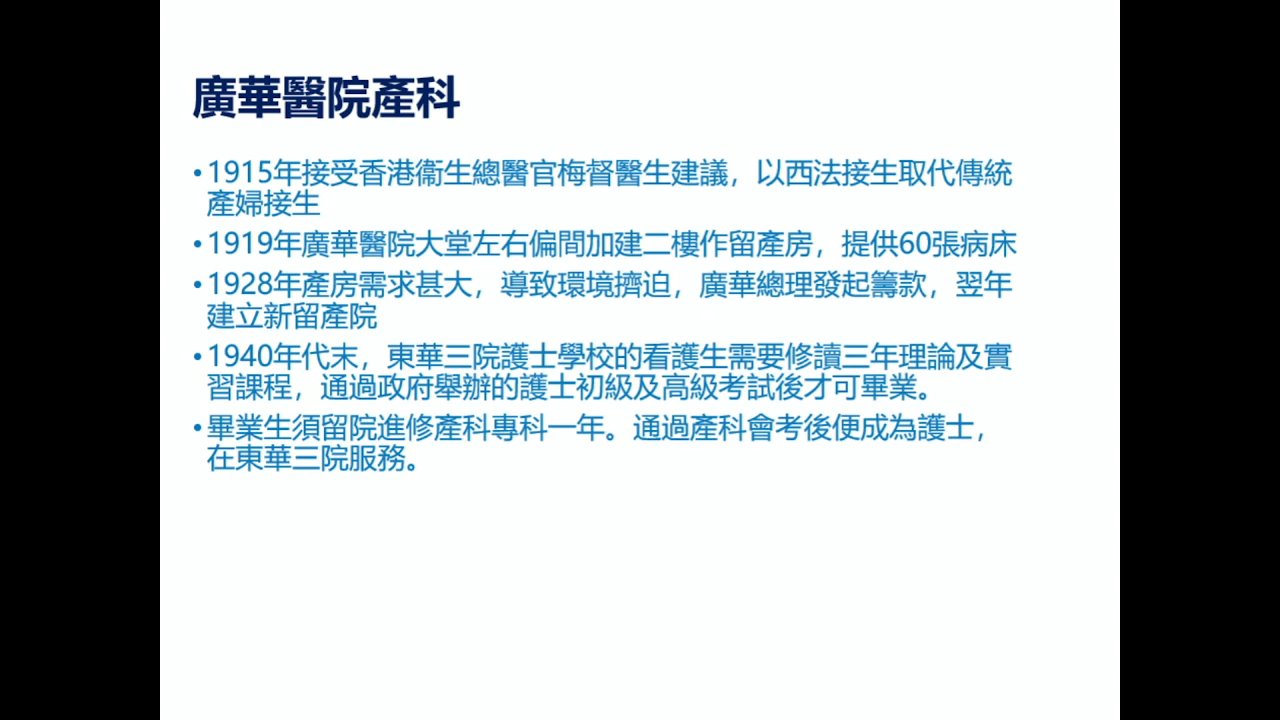 廣華醫院產科
•1915年接受香港衞生總醫官梅督醫生建議，以西法接生取代傳統
產婦接生
•1919年廣華醫院大堂左右偏間加建二樓作留產房，提供60張病床
•1928年產房需求甚大，導致環境擠迫，廣華總理發起籌款，翌年
建立新留產院
•1940年代末，東華三院護士學校的看護生需要修讀三年理論及實
習課程，通過政府舉辦的護士初級及高級考試後才可畢業。
•畢業生須留院進修產科專科一年。通過產科會考後便成為護士，
在東華三院服務。